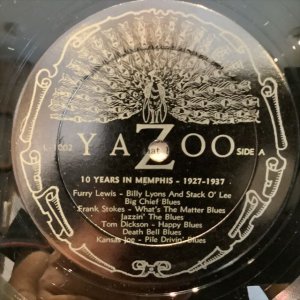 L-1002
YAZOO
SIDE A
10 YEARS IN MEMPHIS - 1927-1937
Furry Lewis - Billy Lyons And Stack O' Lee
Big Chief Blues
Frank Stokes - What's The Matter Blues
Jazzin' The Blues
Tom Dickson - Happy Blues
Death Bell Blues
Kansas Joe - Pile Drivin' Blues